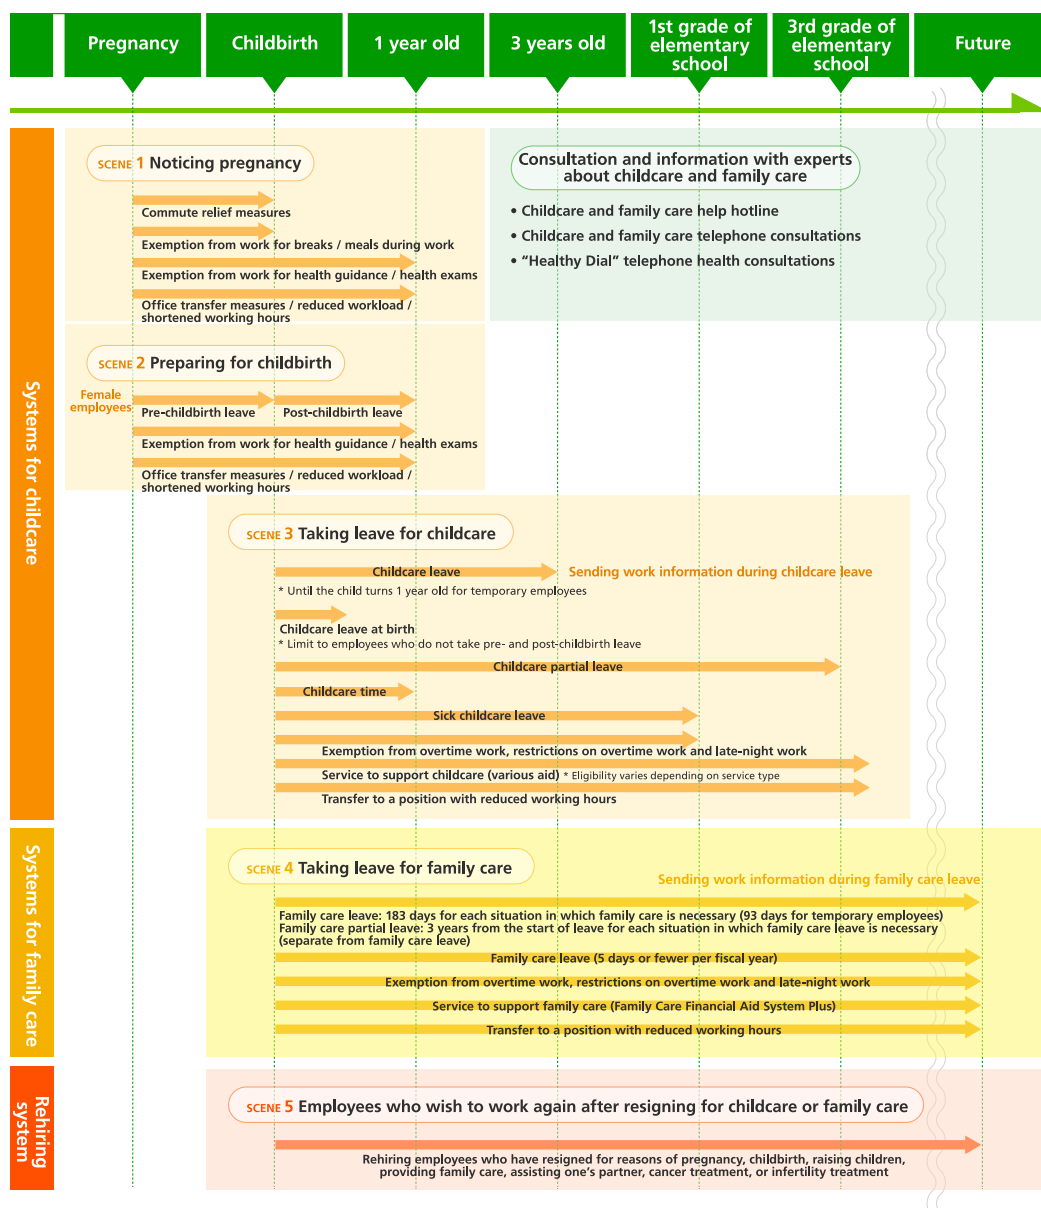 Pregnancy
Childbirth
1 year old
3 years old
1st grade of
elementary
school
3rd grade of
elementary
school
Future
Systems for childcare
SCENE 1 Noticing pregnancy
Commute relief measures
Exemption from work for breaks / meals during work
Exemption from work for health guidance / health exams
Office transfer measures / reduced workload /
shortened working hours
Consultation and information with experts
about childcare and family care
• Childcare and family care help hotline
• Childcare and family care telephone consultations
• “Healthy Dial” telephone health consultations
SCENE 2 Preparing for childbirth
Female
employees
Pre-childbirth leave
Post-childbirth leave
Exemption from work for health guidance / health exams
Office transfer measures / reduced workload /
shortened working hours
SCENE 3 Taking leave for childcare
Childcare leave
Sending work information during childcare leave
* Until the child turns 1 year old for temporary employees
Childcare leave at birth
* Limit to employees who do not take pre- and post-childbirth leave
Childcare partial leave
Childcare time
Sick childcare leave
Exemption from overtime work, restrictions on overtime work and late-night work
Service to support childcare (various aid) * Eligibility varies depending on service type
Transfer to a position with reduced working hours
Systems for family care
SCENE 4 Taking leave for family care
Sending work information during family care leave
Family care leave: 183 days for each situation in which family care is necessary (93 days for temporary employees)
Family care partial leave: 3 years from the start of leave for each situation in which family care leave is necessary
(separate from family care leave)
Family care leave (5 days or fewer per fiscal year)
Exemption from overtime work, restrictions on overtime work and late-night work
Service to support family care (Family Care Financial Aid System Plus)
Transfer to a position with reduced working hours
Rehiring
system
SCENE 5 Employees who wish to work again after resigning for childcare or family care
Rehiring employees who have resigned for reasons of pregnancy, childbirth, raising children,
providing family care, assisting one’s partner, cancer treatment, or infertility treatment